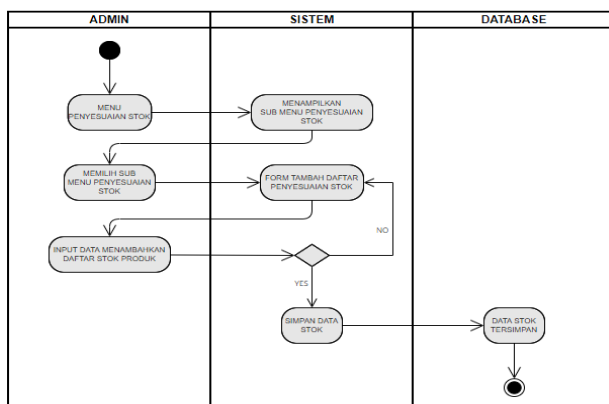 ADMIN
SISTEM
DATABASE
MENU
PENYESUAIAN STOK
MENAMPILKAN
SUB MENU PENYESUAIAN
STOK
MEMILIH SUB
MENU PENYESUAIAN
STOK
FORM TAMBAH DAFTAR
PENYESUAIAN STOK
NO
INPUT DATA MENAMBAHKAN
DAFTAR STOK PRODUK
YES
SIMPAN DATA
STOK
DATA STOK
TERSIMPAN